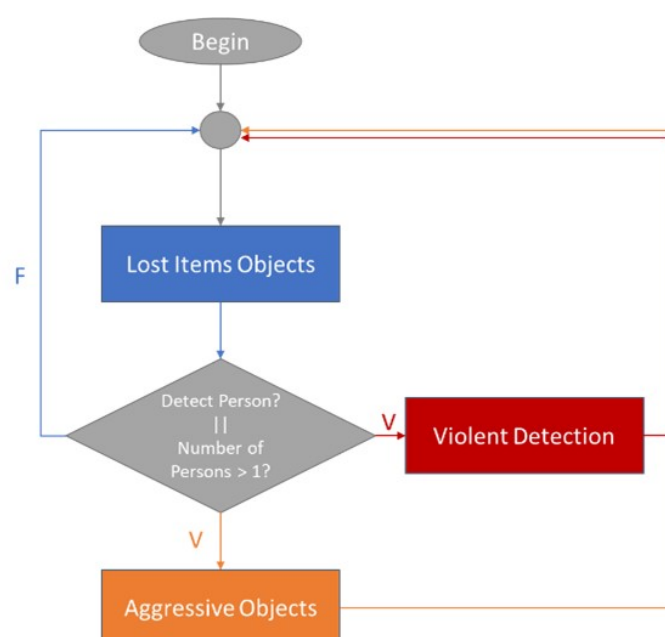 Begin
Lost Items Objects
F
Detect Person?
||
Number of
Persons > 1?
V
Violent Detection
V
Aggressive Objects